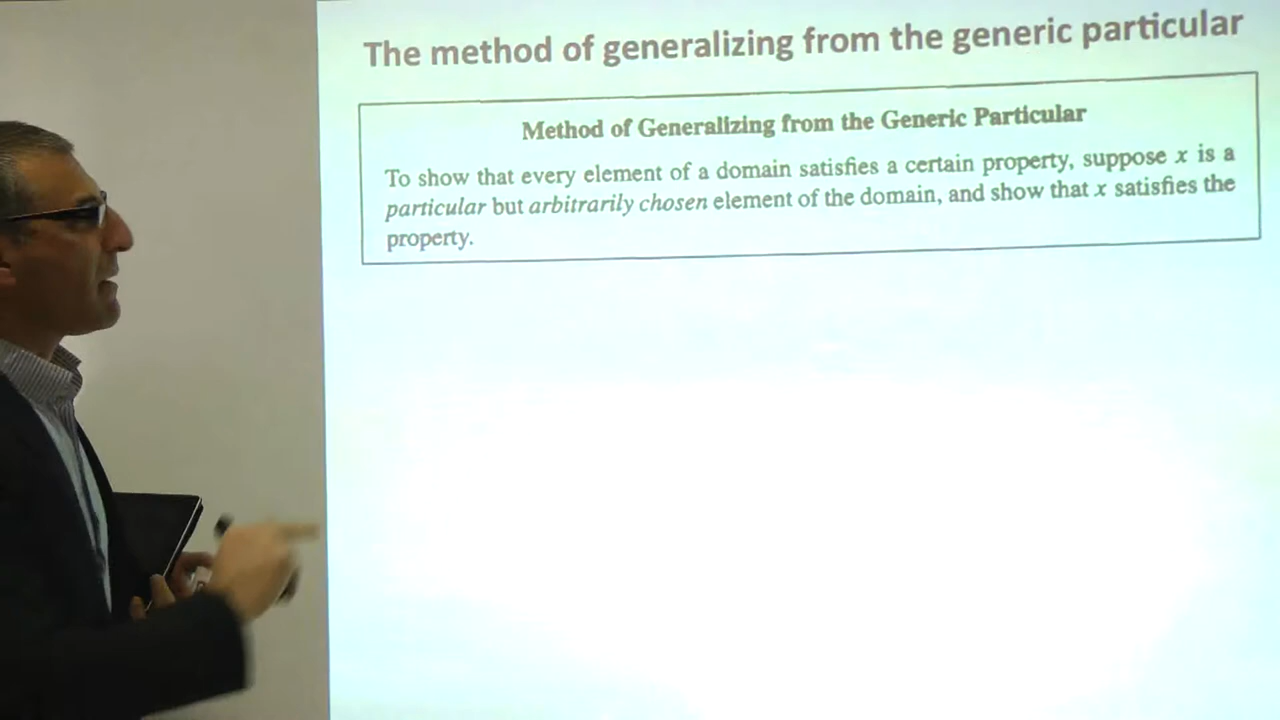 The method of generalizing from the generic particular
Method of Generalizing from the Generic Particular
To show that every element of a domain satisfies a certain property, suppose x is a
particular but arbitrarily chosen element of the domain, and show that x satisfies the
property.